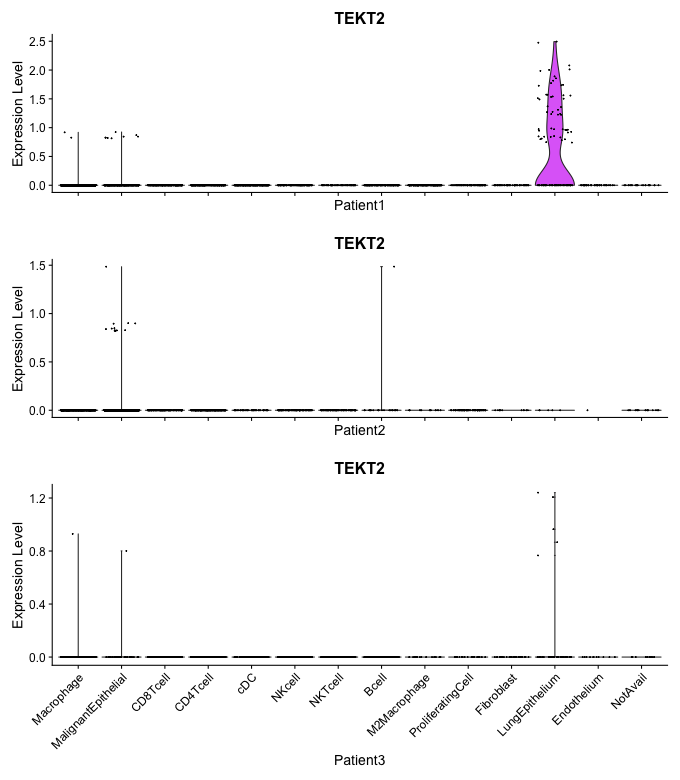 TEKT2
Expression Level
2.5
2.0
1.5
1.0
0.5
0.0
Patient1
TEKT2
Expression Level
1.5
1.0
0.5
0.0
Patient2
TEKT2
Expression Level
1.2
0.8
0.4
0.0
Macrophage
MalignantEpithelial
CD8Tcell
CD4Tcell
cDC
NKcell
NKTcell
Bcell
M2Macrophage
ProliferatingCell
Fibroblast
LungEpithelium
Endothelium
NotAvail
Patient3